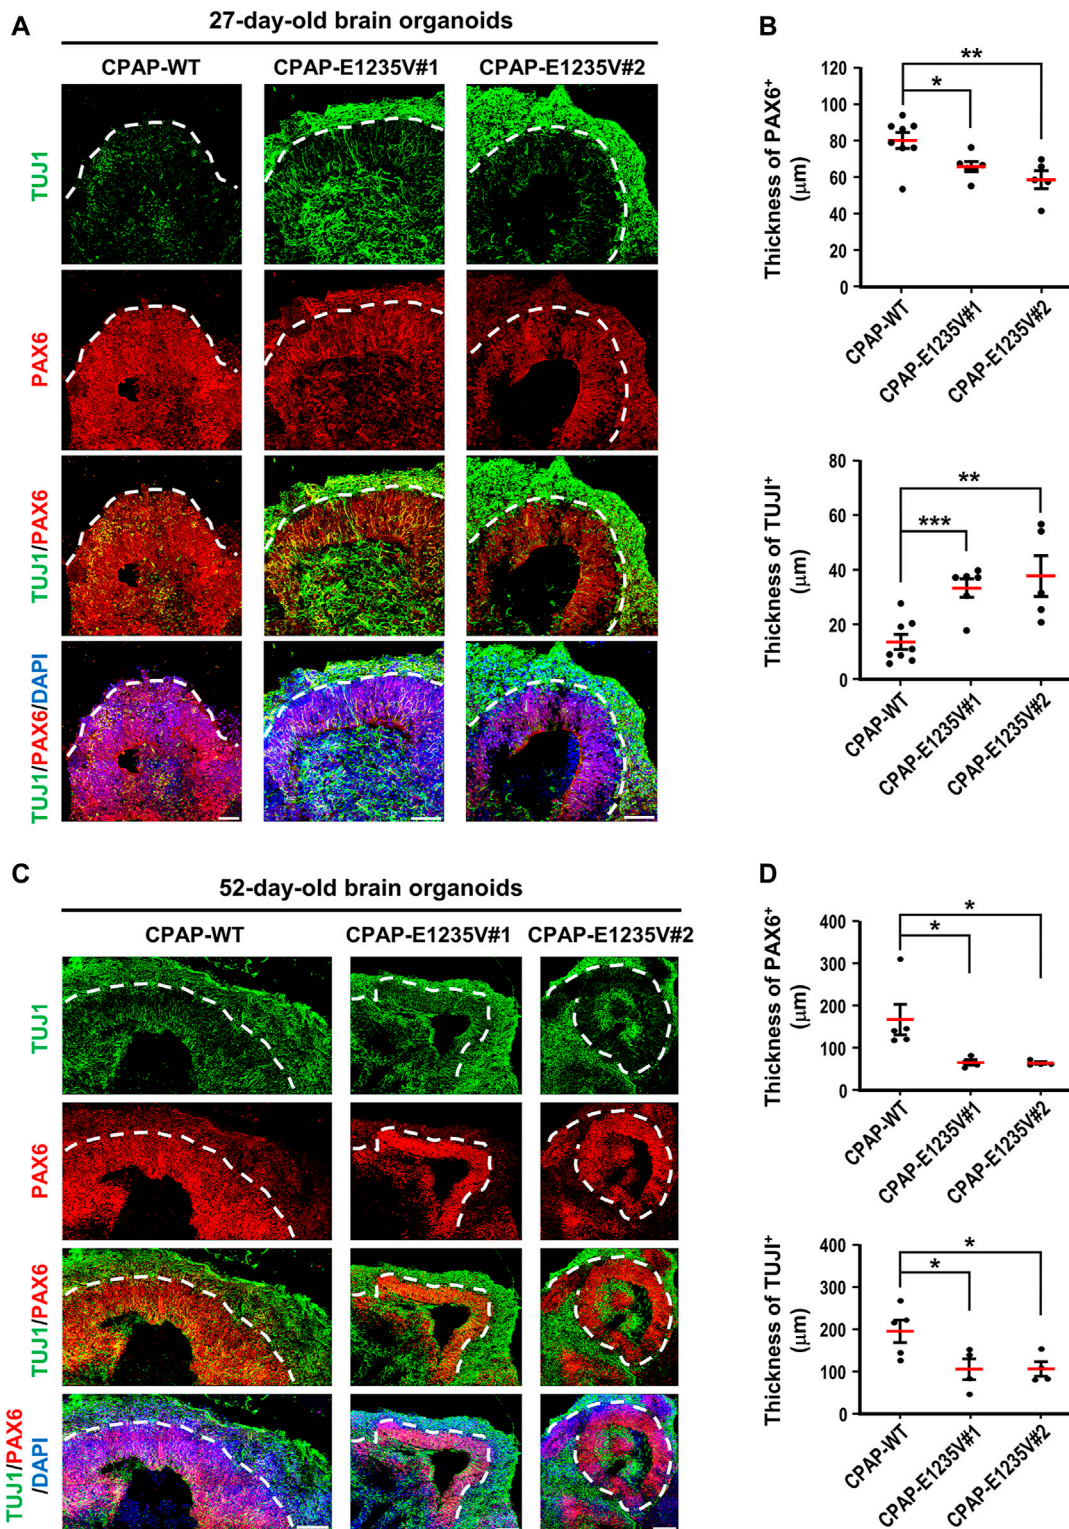 A
27-day-old brain organoids
CPAP-WT
CPAP-E1235V#1
CPAP-E1235V#2
TUJ1
PAX6
TUJ1/PAX6
TUJ1/PAX6/DAPI
B
Thickness of PAX6⁺
(μm)
120
100
80
60
40
20
0
*
**
CPAP-WT
CPAP-E1235V#1
CPAP-E1235V#2
Thickness of TUJI⁺
(μm)
80
60
40
20
0
***
**
CPAP-WT
CPAP-E1235V#1
CPAP-E1235V#2
C
52-day-old brain organoids
CPAP-WT
CPAP-E1235V#1
CPAP-E1235V#2
TUJ1
PAX6
TUJ1/PAX6
TUJ1/PAX6
/DAPI
D
Thickness of PAX6⁺
(μm)
400
300
200
100
0
*
*
CPAP-WT
CPAP-E1235V#1
CPAP-E1235V#2
Thickness of TUJI⁺
(μm)
400
300
200
100
0
*
*
CPAP-WT
CPAP-E1235V#1
CPAP-E1235V#2